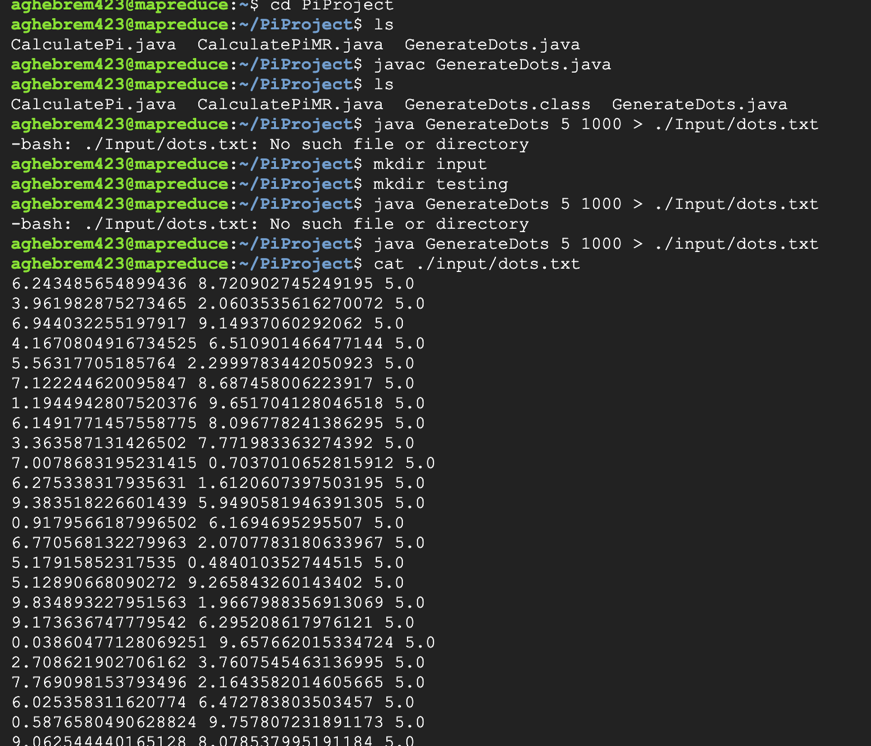 aghebrem423@mapreduce:~$ cd PiProject
aghebrem423@mapreduce:~/PiProject$ ls
CalculatePi.java  CalculatePiMR.java  GenerateDots.java
aghebrem423@mapreduce:~/PiProject$ javac GenerateDots.java
aghebrem423@mapreduce:~/PiProject$ ls
CalculatePi.java  CalculatePiMR.java  GenerateDots.class  GenerateDots.java
aghebrem423@mapreduce:~/PiProject$ java GenerateDots 5 1000 > ./Input/dots.txt
-bash: ./Input/dots.txt: No such file or directory
aghebrem423@mapreduce:~/PiProject$ mkdir input
aghebrem423@mapreduce:~/PiProject$ mkdir testing
aghebrem423@mapreduce:~/PiProject$ java GenerateDots 5 1000 > ./Input/dots.txt
-bash: ./Input/dots.txt: No such file or directory
aghebrem423@mapreduce:~/PiProject$ java GenerateDots 5 1000 > ./input/dots.txt
aghebrem423@mapreduce:~/PiProject$ cat ./input/dots.txt
6.243485654899436 8.720902745249195 5.0
3.961982875273465 2.0603535616270072 5.0
6.944032255197917 9.14937060292062 5.0
4.1670804916734525 6.510901466477144 5.0
5.56317705185764 2.2999783442050923 5.0
7.122244620095847 8.687458006223917 5.0
1.1944942807520376 9.651704128046518 5.0
6.1491771457558775 8.096778241386295 5.0
3.363587131426502 7.771983363274392 5.0
7.0078683195231415 0.7037010652815912 5.0
6.275338317935631 1.6120607397503195 5.0
9.383518226601439 5.9490581946391305 5.0
0.9179566187996502 6.1694695295507 5.0
6.770568132279963 2.0707783180633967 5.0
5.17915852317535 0.484010352744515 5.0
5.12890668090272 9.265843260143402 5.0
9.834893227951563 1.9667988356913069 5.0
9.173636747779542 6.295208617976121 5.0
0.03860477128069251 9.657662015334724 5.0
2.708621902706162 3.7607545463136995 5.0
7.769098153793496 2.1643582014605665 5.0
6.025358311620774 6.472783803503457 5.0
0.5876580490628824 9.757807231891173 5.0
9.062544440165128 8.078537995191184 5.0